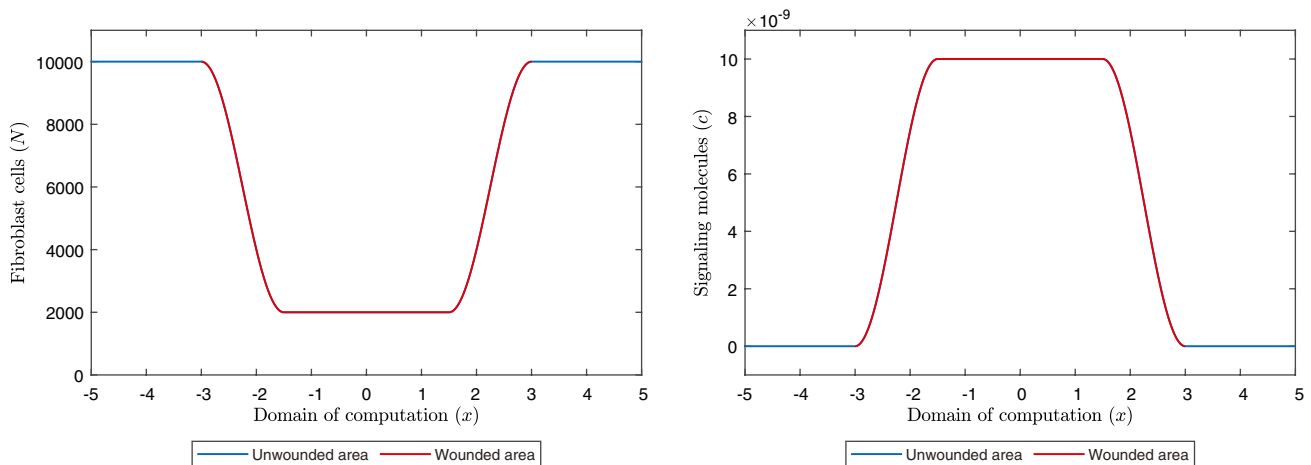 Fibroblast cells (N)
10000
8000
6000
4000
2000
0
-5 -4 -3 -2 -1 0 1 2 3 4 5
Domain of computation (x)
Unwounded area Wounded area
×10-9
Signaling molecules (c)
10
8
6
4
2
0
-5 -4 -3 -2 -1 0 1 2 3 4 5
Domain of computation (x)
Unwounded area Wounded area